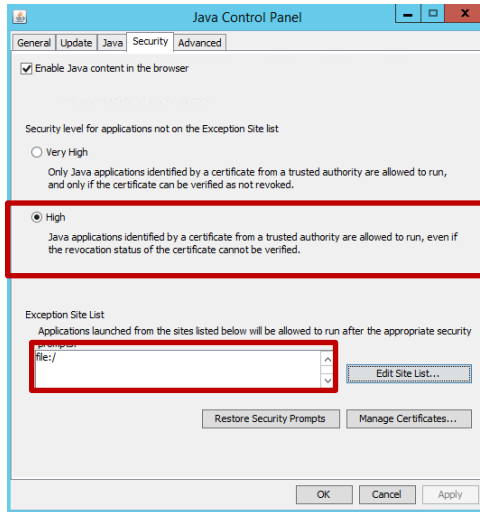 Java Control Panel
General Update Java Security Advanced
Enable Java content in the browser
Security level for applications not on the Exception Site list
Very High
Only Java applications identified by a certificate from a trusted authority are allowed to run,
and only if the certificate can be verified as not revoked.
High
Java applications identified by a certificate from a trusted authority are allowed to run, even if
the revocation status of the certificate cannot be verified.
Exception Site List
Applications launched from the sites listed below will be allowed to run after the appropriate security
prompts.
file:/
Edit Site List...
Restore Security Prompts Manage Certificates...
OK Cancel Apply